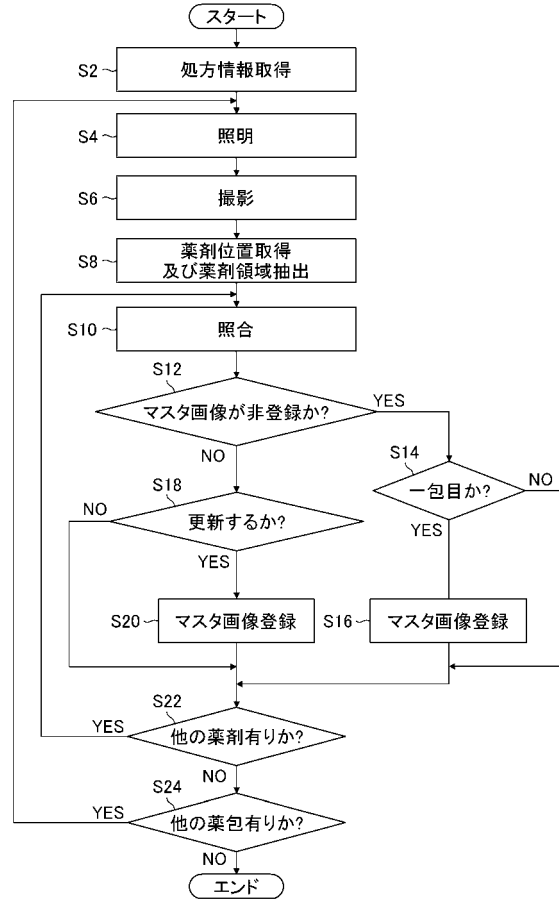 スタート
S2
処方情報取得
S4
照明
S6
撮影
S8
薬剤位置取得
及び薬剤領域抽出
S10
照合
S12
マスタ画像が非登録か?
YES
NO
S14
一包目か?
NO
YES
S18
NO
更新するか?
YES
S20
マスタ画像登録
S16
マスタ画像登録
S22
YES
他の薬剤有りか?
NO
S24
YES
他の薬包有りか?
NO
エンド